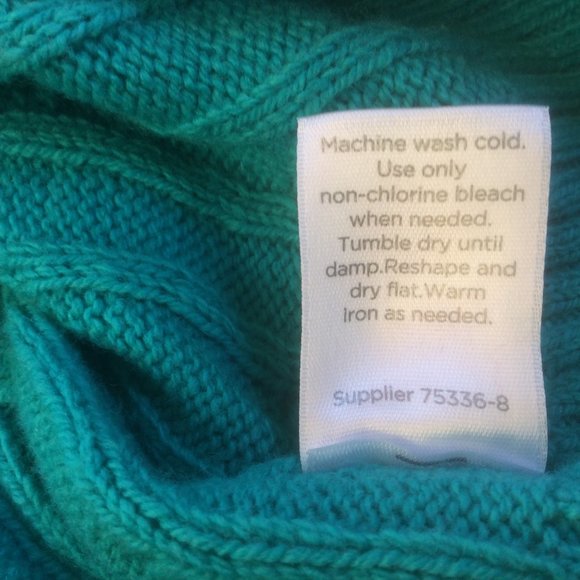 Machine wash cold.
Use only
non-chlorine bleach
when needed.
Tumble dry until
damp.Reshape and
dry flat.Warm
iron as needed.
Supplier 75336-8